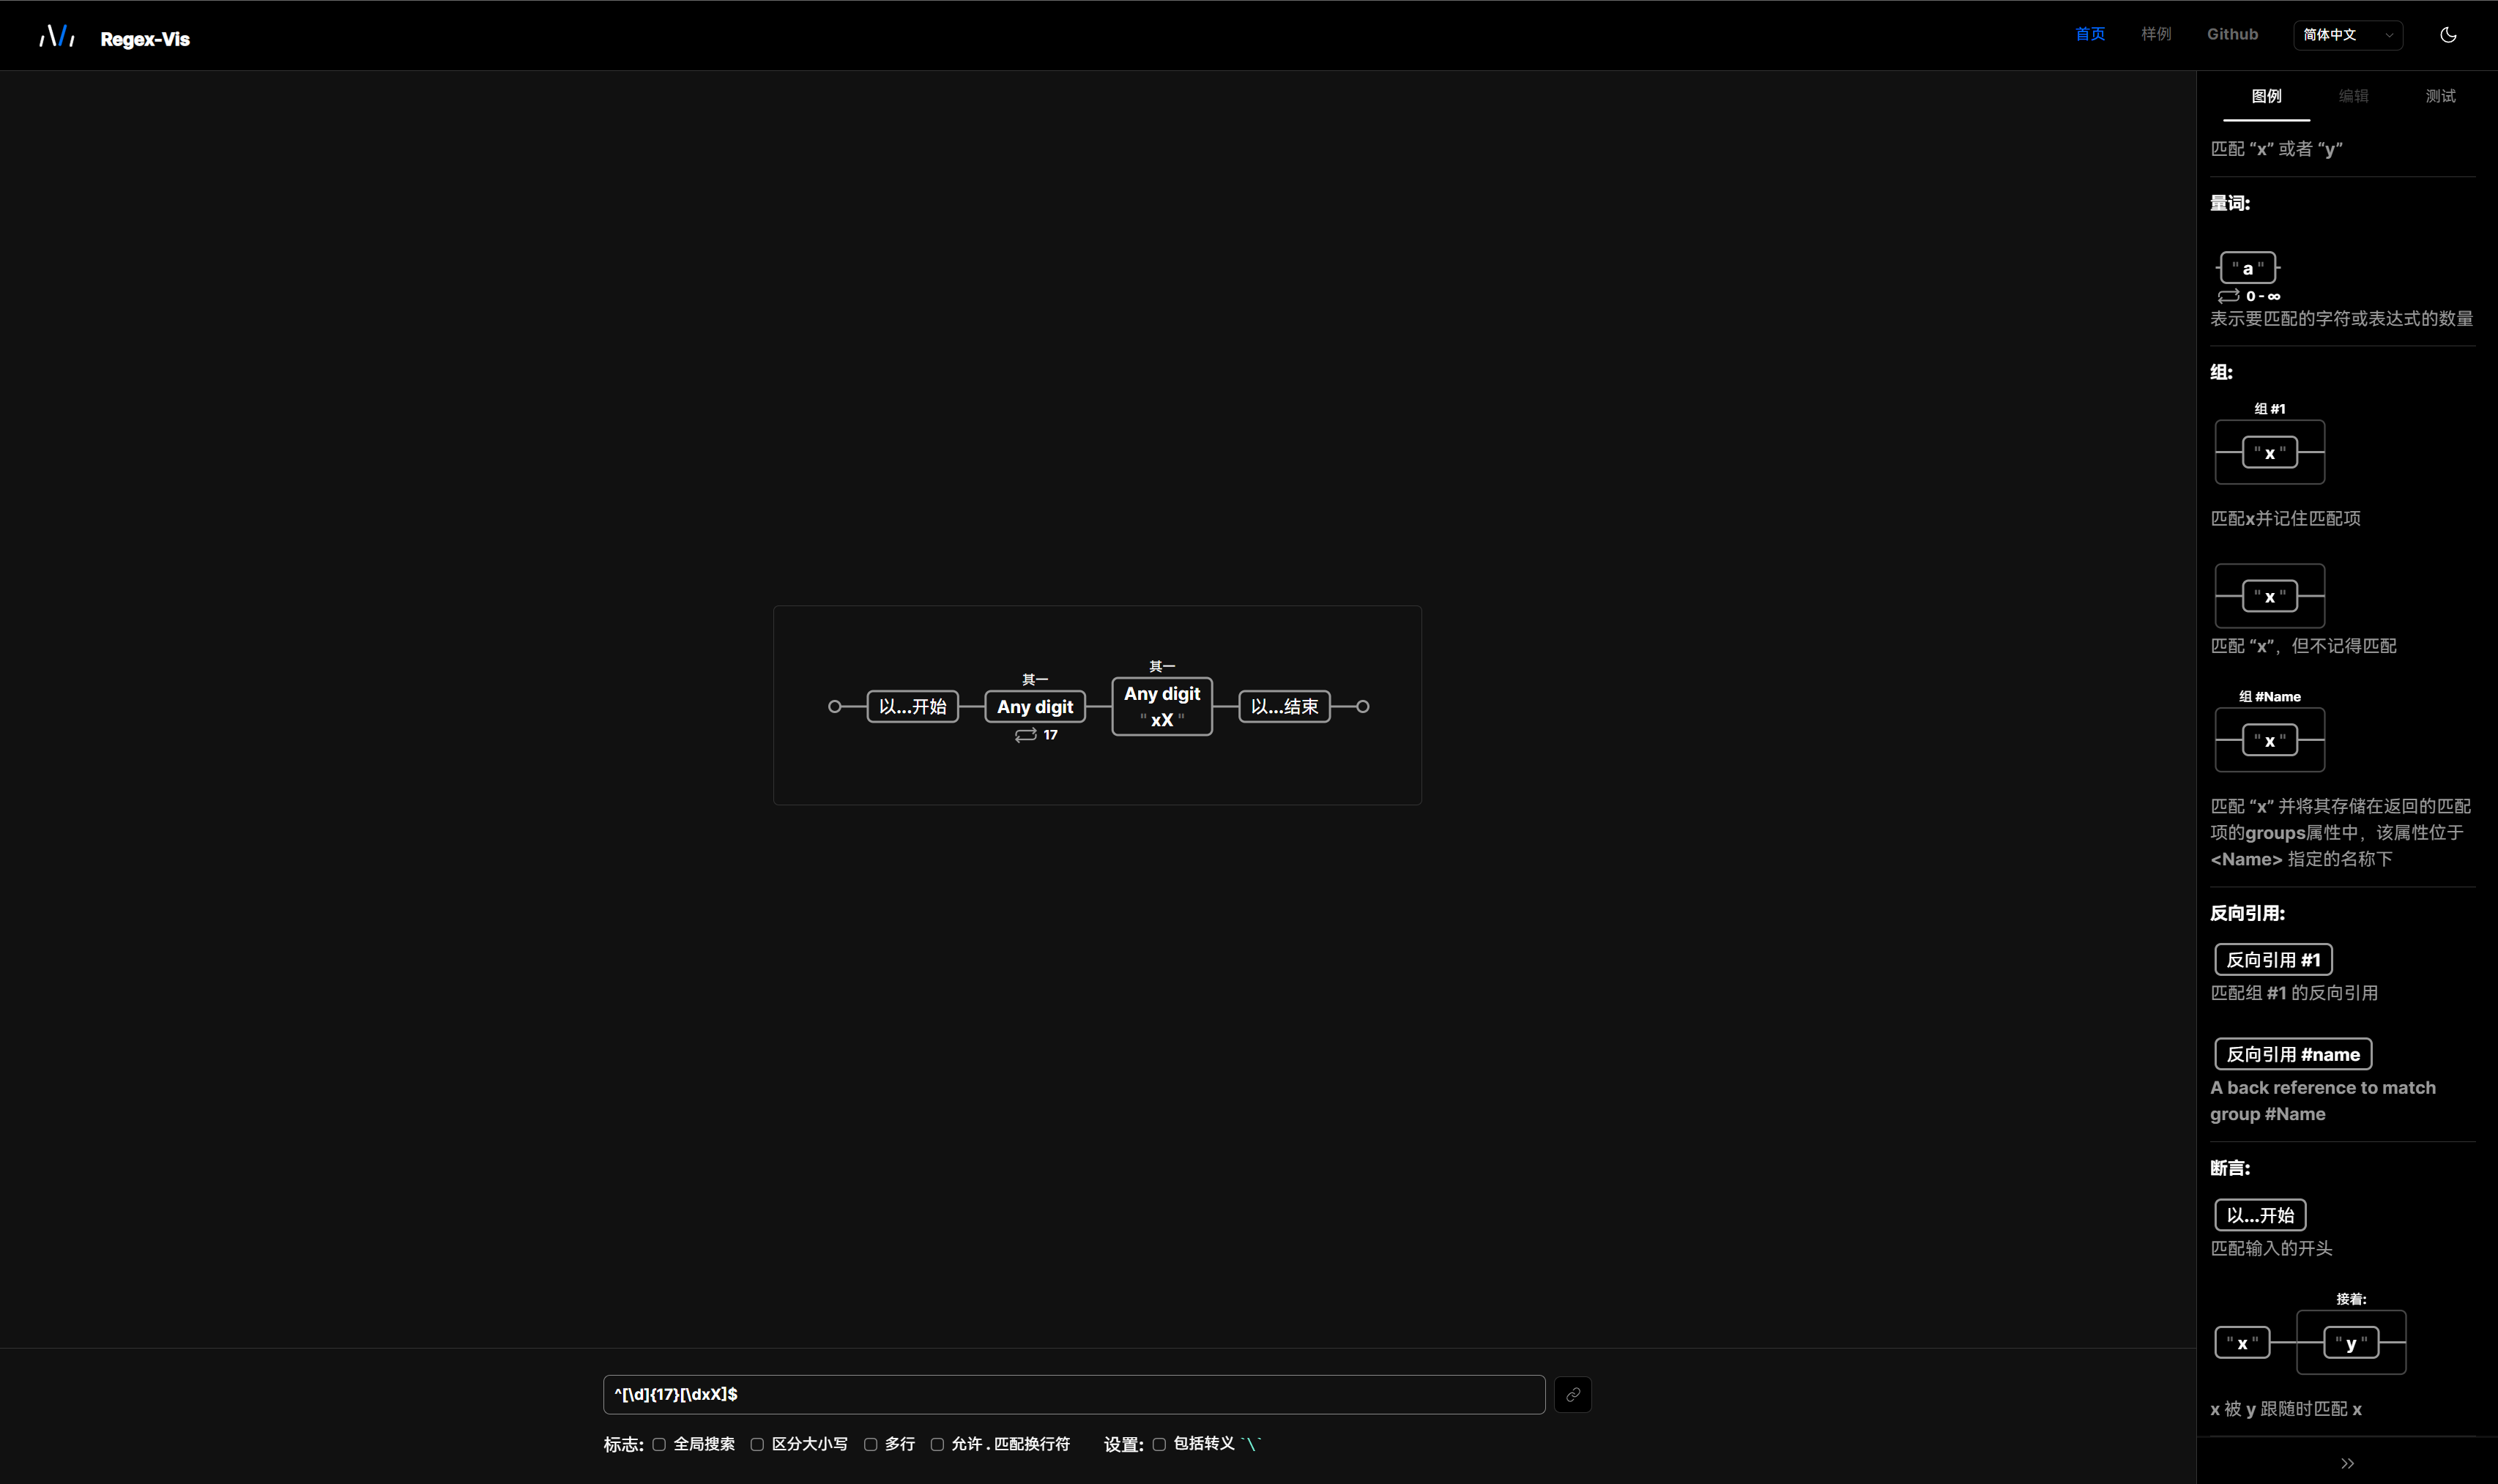 Regex-Vis
首页
样例
Github
简体中文
其一
其一
以...开始
Any digit
17
Any digit
" xX "
以...结束
^[\d]{17}[\dxX]$
标志:
全局搜索
区分大小写
多行
允许 . 匹配换行符
设置:
包括转义 `\`
图例
编辑
测试
匹配 “x” 或者 “y”
量词:
" a "
0 - ∞
表示要匹配的字符或表达式的数量
组:
组 #1
" x "
匹配x并记住匹配项
" x "
匹配 “x”，但不记得匹配
组 #Name
" x "
匹配 “x” 并将其存储在返回的匹配
项的groups属性中，该属性位于
<Name> 指定的名称下
反向引用:
反向引用 #1
匹配组 #1 的反向引用
反向引用 #name
A back reference to match
group #Name
断言:
以...开始
匹配输入的开头
接着:
" x "
" y "
x 被 y 跟随时匹配 x